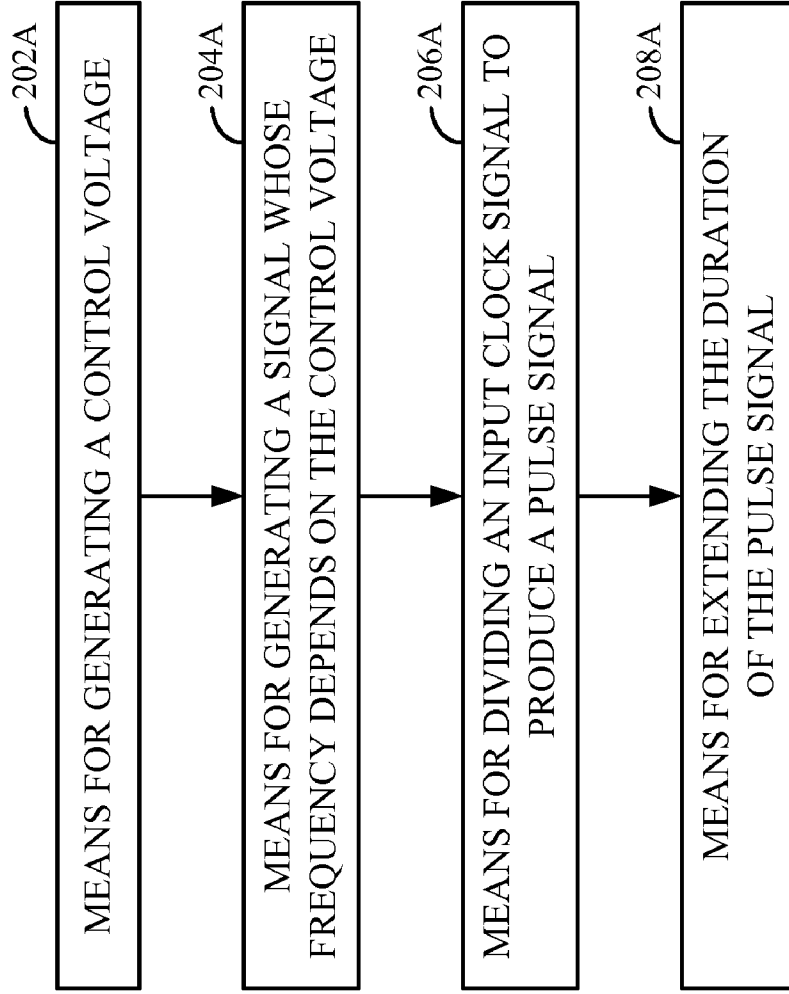 202A
MEANS FOR GENERATING A CONTROL VOLTAGE
204A
MEANS FOR GENERATING A SIGNAL WHOSE
FREQUENCY DEPENDS ON THE CONTROL VOLTAGE
206A
MEANS FOR DIVIDING AN INPUT CLOCK SIGNAL TO
PRODUCE A PULSE SIGNAL
208A
MEANS FOR EXTENDING THE DURATION
OF THE PULSE SIGNAL